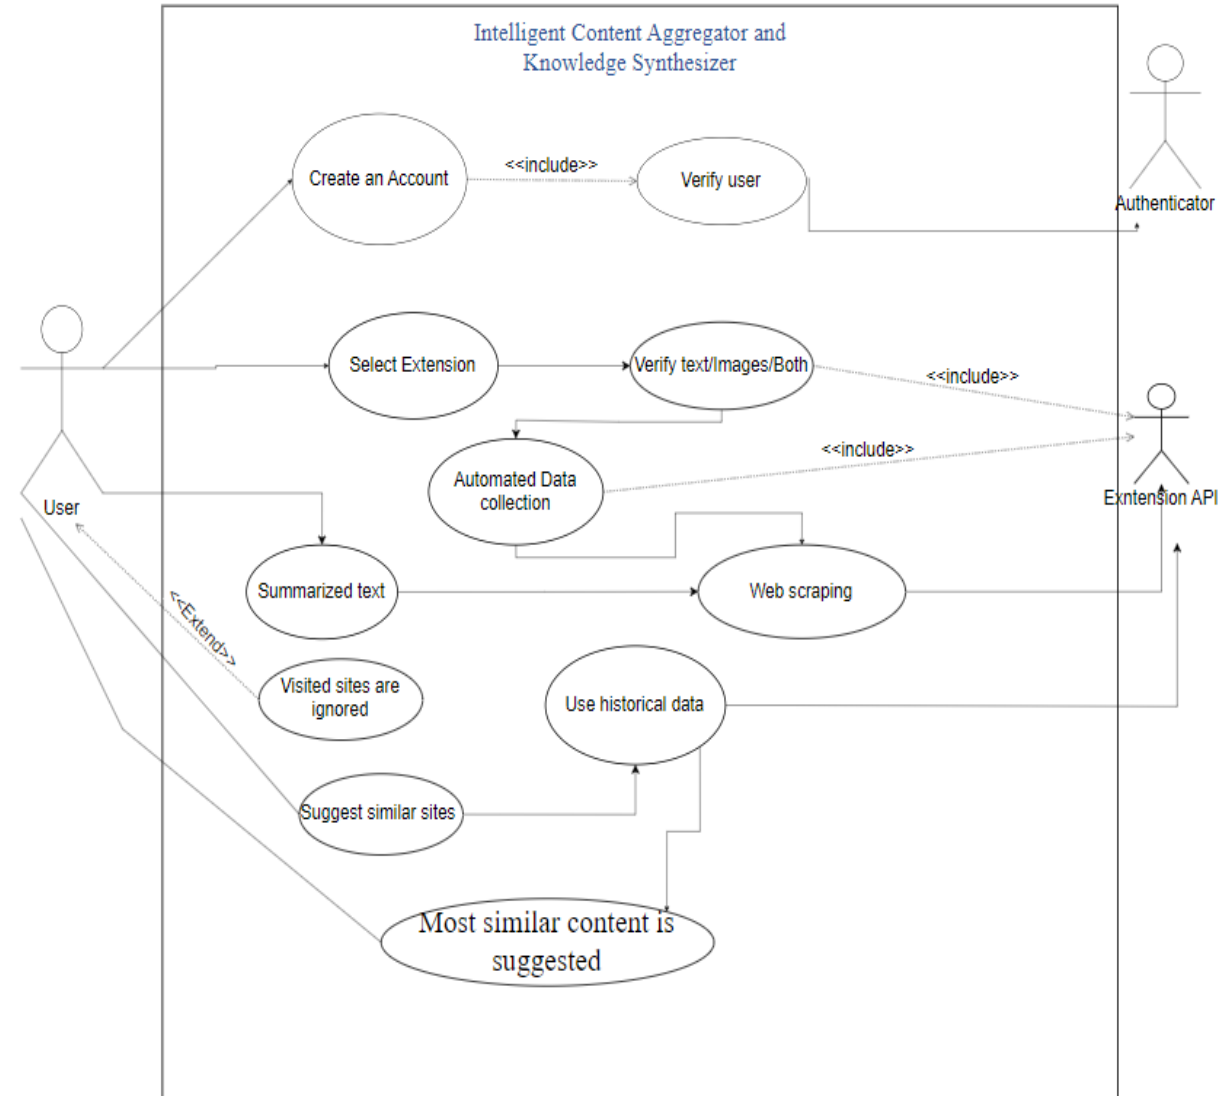 Intelligent Content Aggregator and
Knowledge Synthesizer
Create an Account
<<include>>
Verify user
Authenticator
Select Extension
Verify text/Images/Both
<<include>>
<<include>>
Automated Data
collection
Exntension API
User
Summarized text
Web scraping
<<Extend>>
Visited sites are
ignored
Use historical data
Suggest similar sites
Most similar content is
suggested